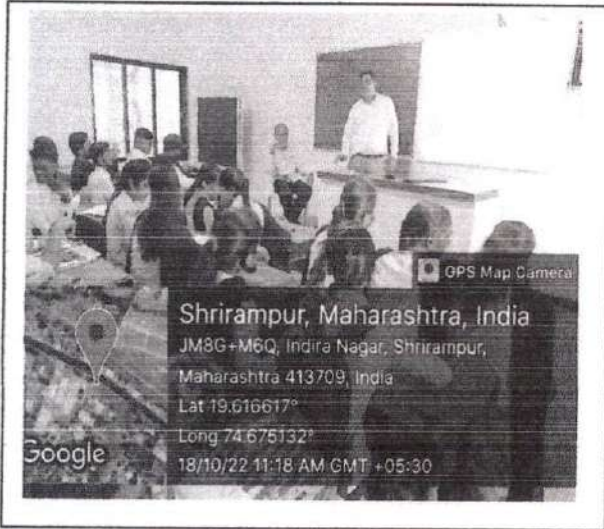 GPS Map Camera
Shrirampur, Maharashtra, India
JM8G+M6Q, Indira Nagar, Shrirampur,
Maharashtra 413709, India
Lat 19.616617°
Long 74.675132°
18/10/22 11:18 AM GMT +05:30
Google